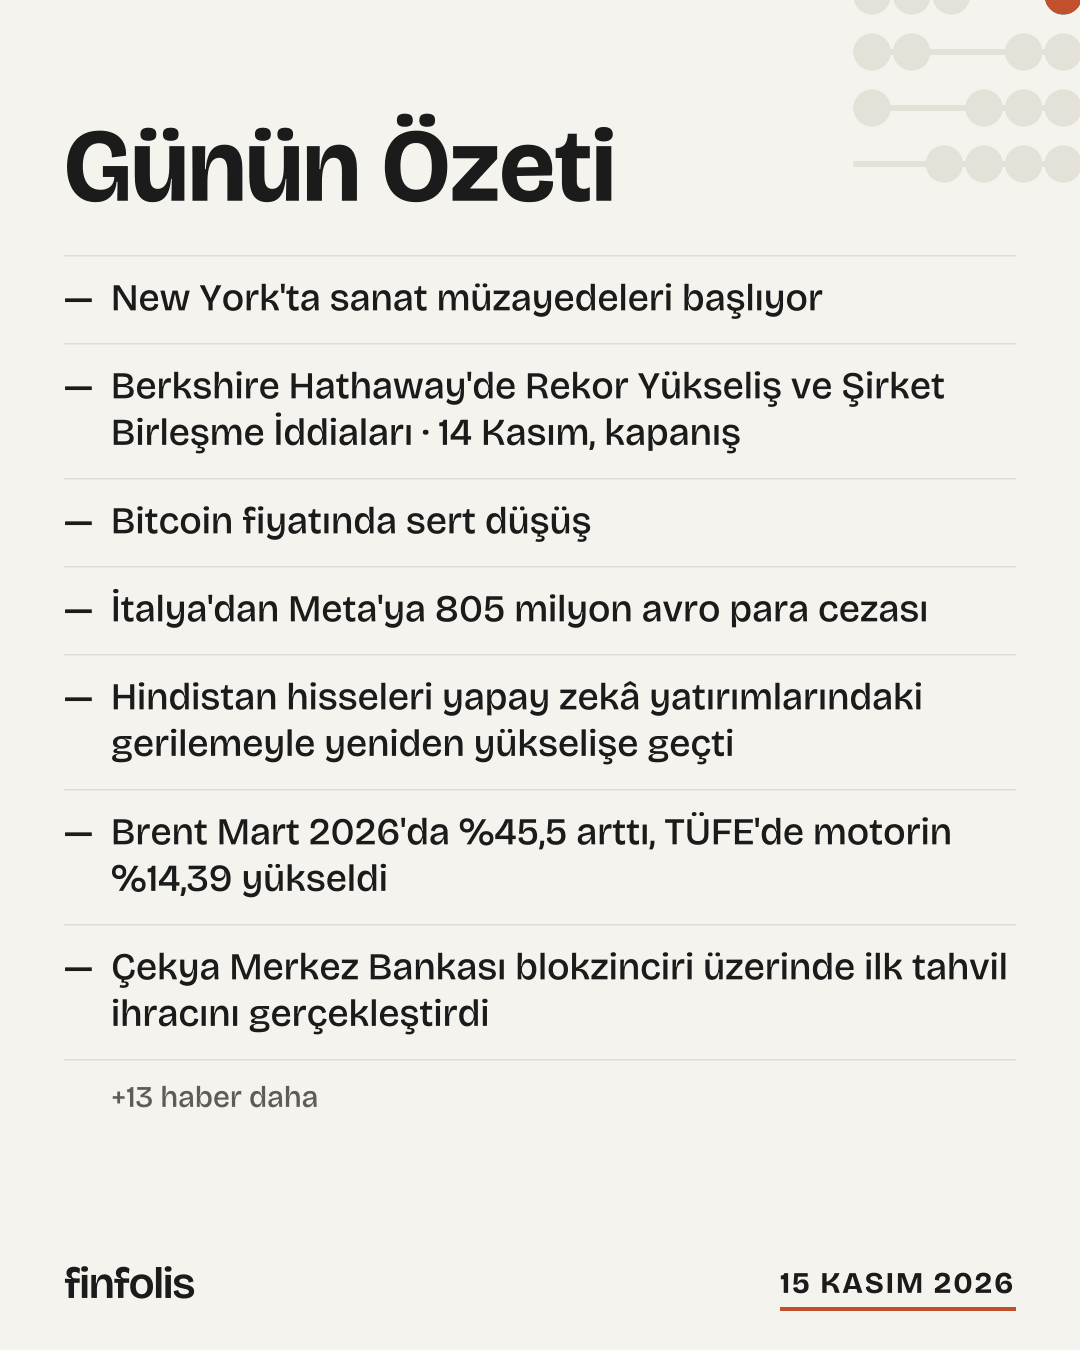 Günün Özeti
— New York'ta sanat müzayedeleri başlıyor
— Berkshire Hathaway'de Rekor Yükseliş ve Şirket
Birleşme İddiaları · 14 Kasım, kapanış
— Bitcoin fiyatında sert düşüş
— İtalya'dan Meta'ya 805 milyon avro para cezası
— Hindistan hisseleri yapay zekâ yatırımlarındaki
gerilemeyle yeniden yükselişe geçti
— Brent Mart 2026'da %45,5 arttı, TÜFE'de motorin
%14,39 yükseldi
— Çekya Merkez Bankası blokzinciri üzerinde ilk tahvil
ihracını gerçekleştirdi
+13 haber daha
finfolis
15 KASIM 2026